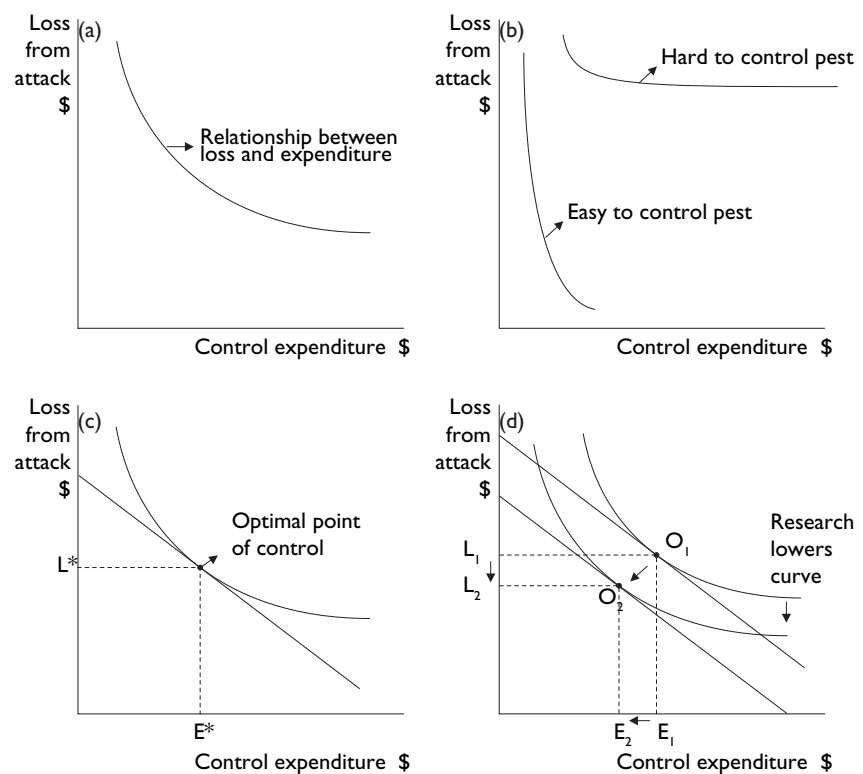 Loss
from
attack
$
(a)
Relationship between
loss and expenditure
Control expenditure $
Loss
from
attack
$
(b)
Hard to control pest
Easy to control pest
Control expenditure $
Loss
from
attack
$
(c)
Optimal point
of control
L*
E*
Control expenditure $
Loss
from
attack
$
(d)
O₁
Research
lowers
curve
L₁
L₂
O₂
E₂ E₁
Control expenditure $